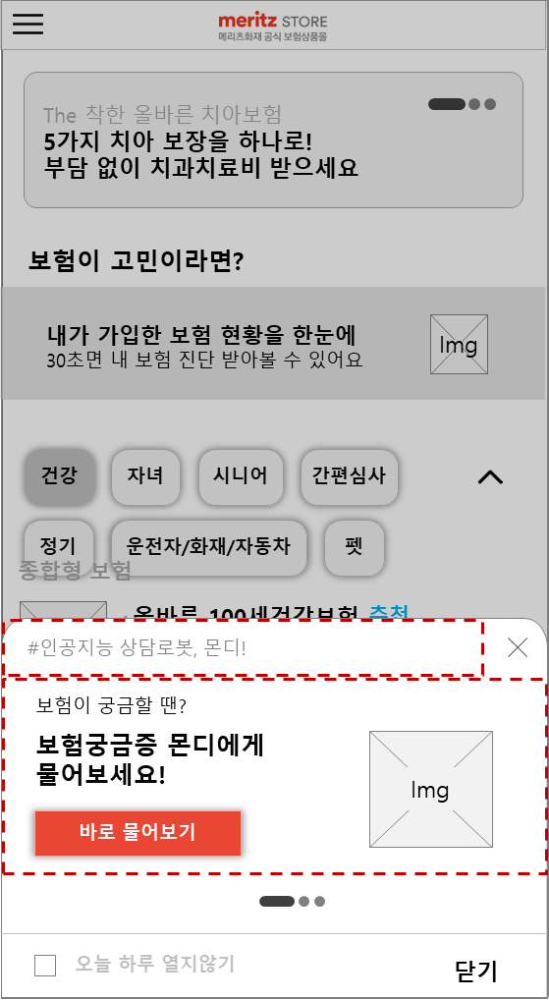 meritz STORE
메리츠화재 공식 보험상품몰
The 착한 올바른 치아보험
5가지 치아 보장을 하나로!
부담 없이 치과치료비 받으세요
보험이 고민이라면?
내가 가입한 보험 현황을 한눈에
30초면 내 보험 진단 받아볼 수 있어요
Img
건강
자녀
시니어
간편심사
정기
운전자/화재/자동차
펫
종합형 보험
올바른 100세건강보험 추천
#인공지능 상담로봇, 몬디!
보험이 궁금할 땐?
보험궁금증 몬디에게
물어보세요!
Img
바로 물어보기
오늘 하루 열지않기
닫기